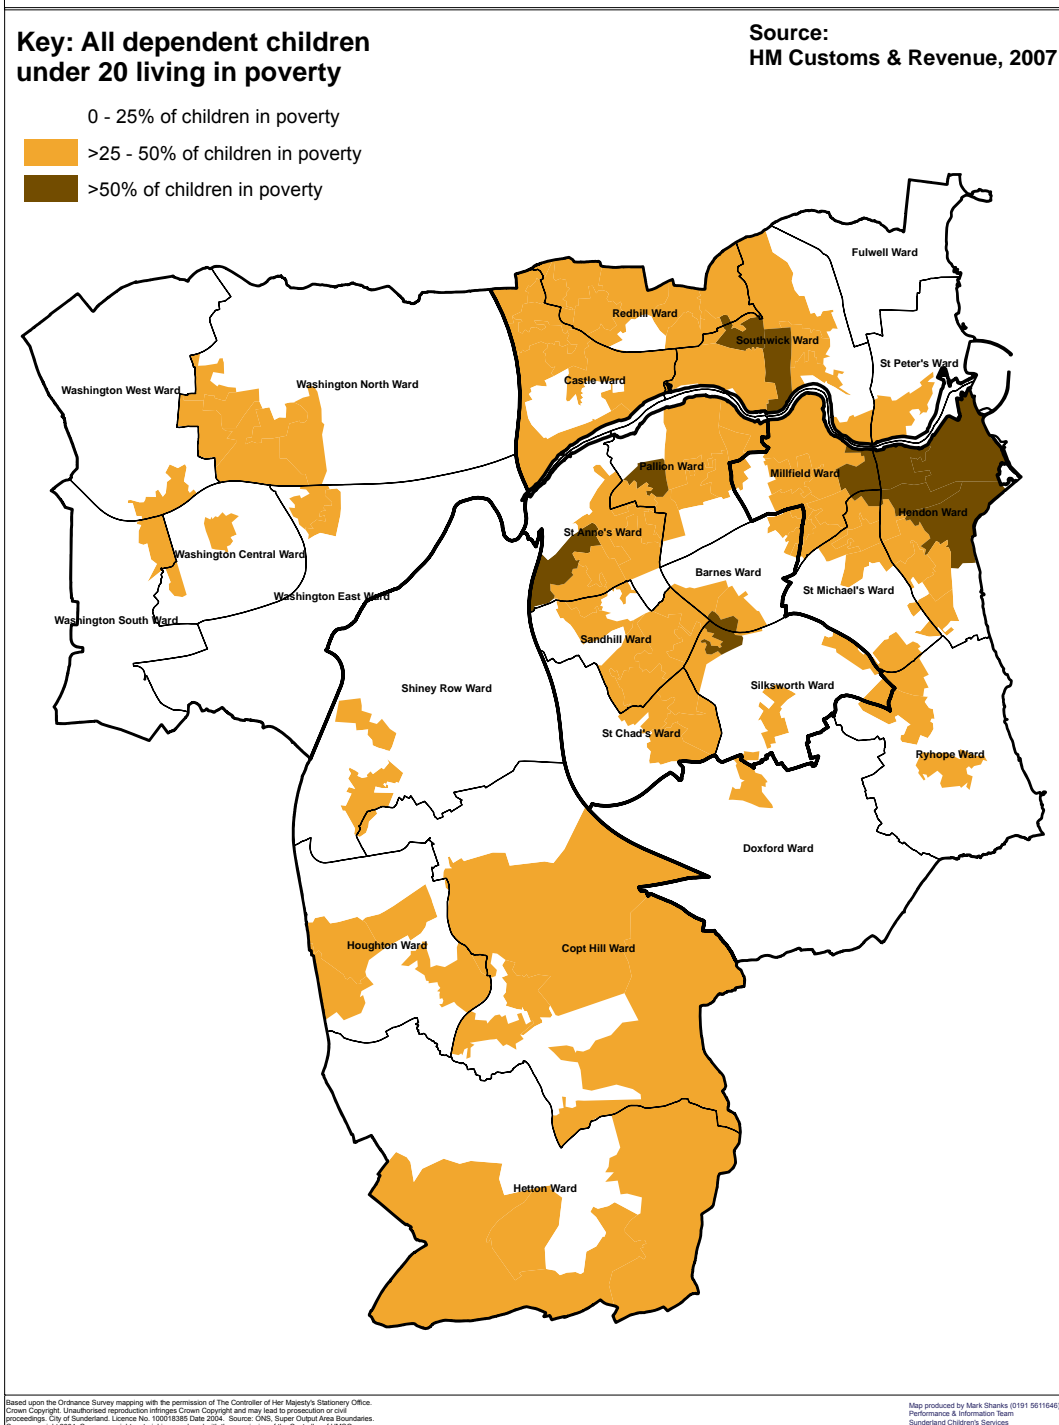 Key: All dependent children
under 20 living in poverty
Source:
HM Customs & Revenue, 2007
0 - 25% of children in poverty
>25 - 50% of children in poverty
>50% of children in poverty
Fulwell Ward
Redhill Ward
Southwick Ward
St Peter's Ward
Castle Ward
Washington West Ward
Washington North Ward
Pallion Ward
Millfield Ward
Hendon Ward
St Anne's Ward
Washington Central Ward
Barnes Ward
St Michael's Ward
Washington East Ward
Washington South Ward
Sandhill Ward
Shiney Row Ward
Silksworth Ward
St Chad's Ward
Ryhope Ward
Doxford Ward
Houghton Ward
Copt Hill Ward
Hetton Ward
Based upon the Ordnance Survey mapping with the permission of The Controller of Her Majesty's Stationery Office.
Crown Copyright. Unauthorised reproduction infringes Crown Copyright and may lead to prosecution or civil
proceedings. City of Sunderland. Licence No. 100018385 Date 2004. Source: ONS, Super Output Area Boundaries.
Map produced by Mark Shanks (0191 5611646)
Performance & Information Team
Sunderland Children's Services